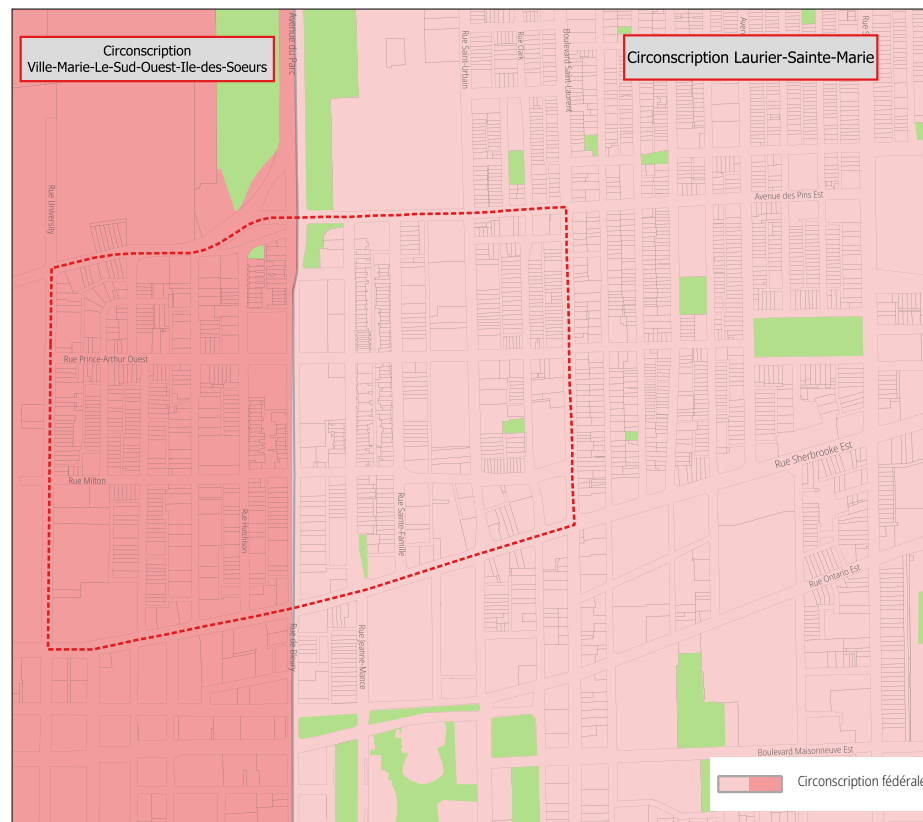 Circonscription
Ville-Marie-Le-Sud-Ouest-Ile-des-Soeurs
Circonscription Laurier-Sainte-Marie
Avenue du Parc
Rue Saint-Urbain
Rue Clark
Boulevard Saint-Laurent
Rue University
Avenue des Pins Est
Rue Prince-Arthur Ouest
Rue Sherbrooke Est
Rue Milton
Rue Hutchison
Rue Sainte-Famille
Rue Ontario Est
Rue de Bleury
Rue Jeanne-Mance
Boulevard Maisonneuve Est
Circonscription fédérale